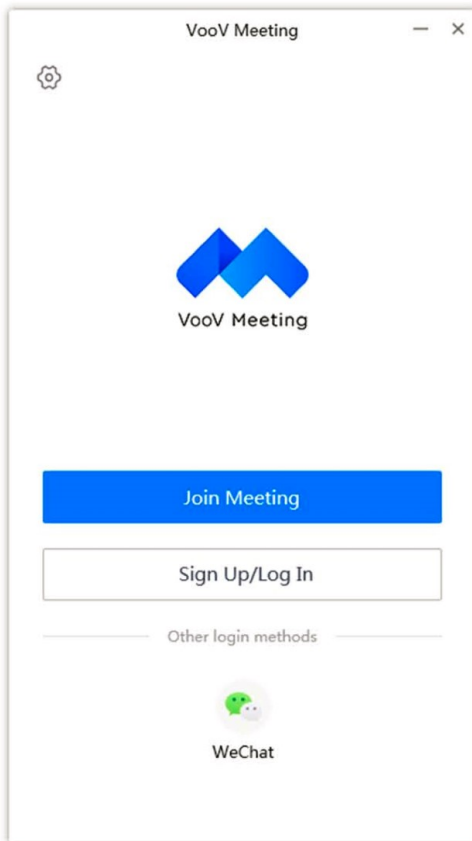 VooV Meeting
VooV Meeting
Join Meeting
Sign Up/Log In
Other login methods
WeChat